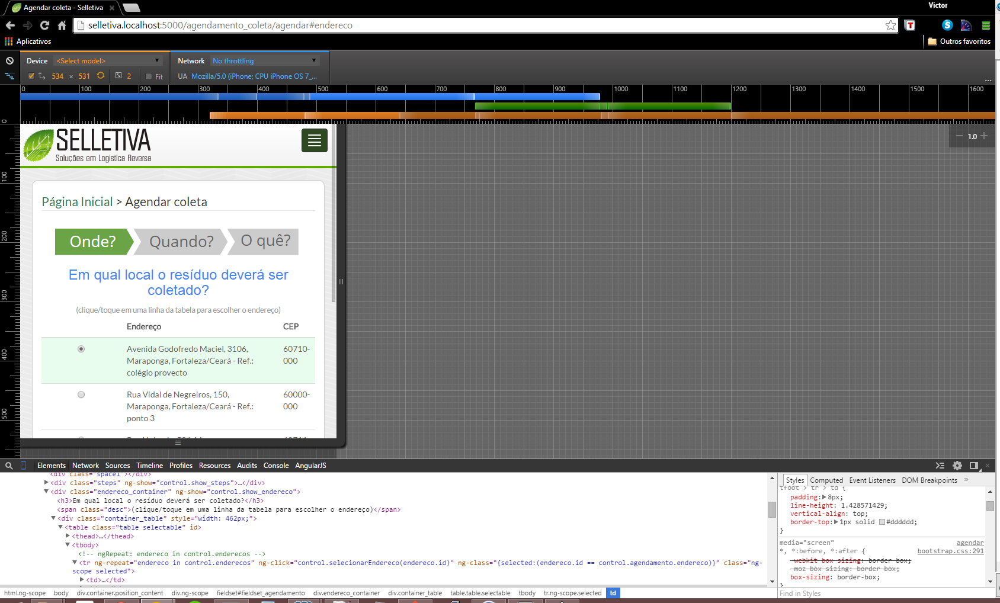 Agendar coleta - Selletiva
Victor
selletiva.localhost:5000/agendamento_coleta/agendar#endereco
Aplicativos
Outros favoritos
Device <Select model>
Network No throttling
534 × 531 2 Fit
UA Mozilla/5.0 (iPhone; CPU iPhone OS 7_...
...
0 100 200 300 400 500 600 700 800 900 1000 1100 1200 1300 1400 1500 1600
0
100
200
300
400
500
1.0
SELLETIVA
Soluções em Logística Reversa
Página Inicial > Agendar coleta
Onde? Quando? O quê?
Em qual local o resíduo deverá ser
coletado?
(clique/toque em uma linha da tabela para escolher o endereço)
Endereço CEP
Avenida Godofredo Maciel, 3106, 60710-
Maraponga, Fortaleza/Ceará - Ref.: 000
colégio provecto
Rua Vidal de Negreiros, 150, 60000-
Maraponga, Fortaleza/Ceará - Ref.: 000
ponto 3
Elements Network Sources Timeline Profiles Resources Audits Console AngularJS
<div class="space1"></div>
<div class="steps" ng-show="control.show_steps">…</div>
<div class="endereco_container" ng-show="control.show_endereco">
<h3>Em qual local o resíduo deverá ser coletado?</h3>
<span class="desc">(clique/toque em uma linha da tabela para escolher o endereço)</span>
<div class="container_table" style="width: 462px;">
<table class="table selectable" id>
<thead>…</thead>
<tbody>
<!-- ngRepeat: endereco in control.enderecos -->
<tr ng-repeat="endereco in control.enderecos" ng-click="control.selecionarEndereco(endereco.id)" ng-class="{selected:(endereco.id == control.agendamento.endereco)}" class="ng-
scope selected">
<td>…</td>
html.ng-scope body div.container.position_content div.ng-scope fieldset#fieldset_agendamento div.endereco_container div.container_table table.table.selectable tbody tr.ng-scope.selected td
Styles Computed Event Listeners DOM Breakpoints »
tfoot > tr > td {
padding: 8px;
line-height: 1.428571429;
vertical-align: top;
border-top: 1px solid #dddddd;
}
media="screen" agendar
*, *:before, *:after { bootstrap.css:291
-webkit-box-sizing: border-box;
-moz-box-sizing: border-box;
box-sizing: border-box;
}
Find in Styles